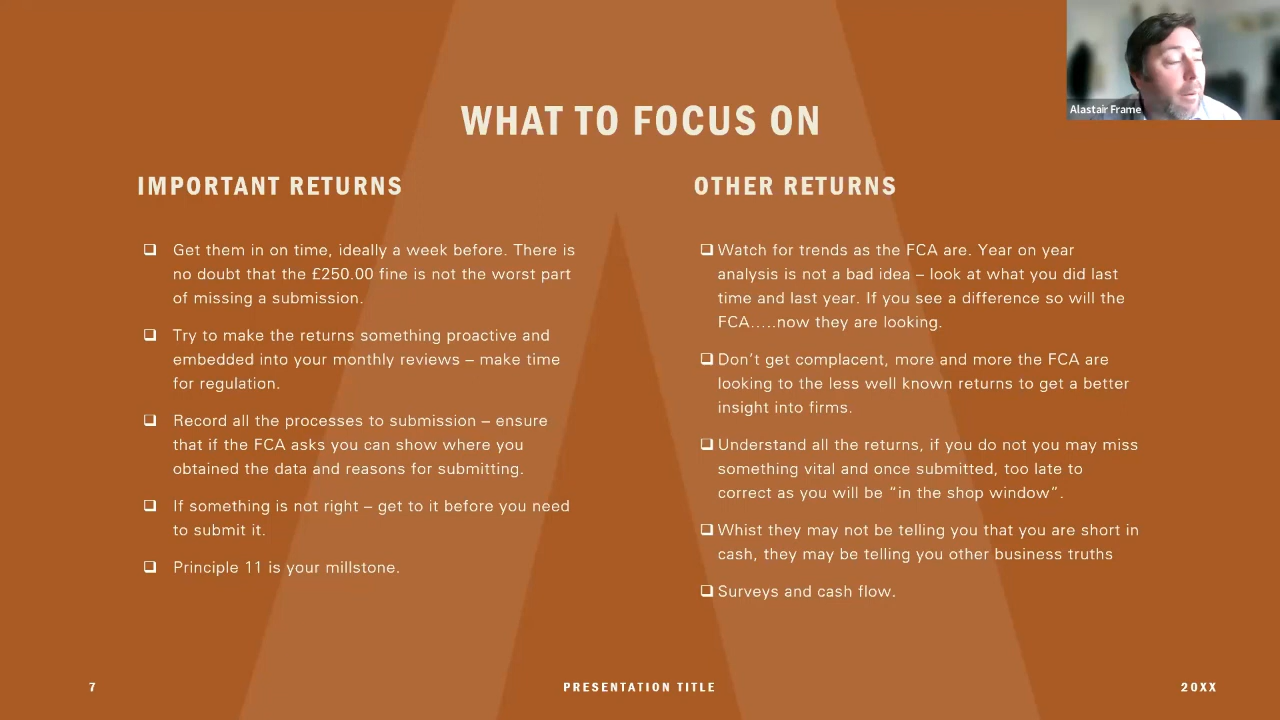 Alastair Frame
WHAT TO FOCUS ON
IMPORTANT RETURNS
Get them in on time, ideally a week before. There is
no doubt that the £250.00 fine is not the worst part
of missing a submission.
Try to make the returns something proactive and
embedded into your monthly reviews – make time
for regulation.
Record all the processes to submission – ensure
that if the FCA asks you can show where you
obtained the data and reasons for submitting.
If something is not right – get to it before you need
to submit it.
Principle 11 is your millstone.
OTHER RETURNS
Watch for trends as the FCA are. Year on year
analysis is not a bad idea – look at what you did last
time and last year. If you see a difference so will the
FCA.....now they are looking.
Don't get complacent, more and more the FCA are
looking to the less well known returns to get a better
insight into firms.
Understand all the returns, if you do not you may miss
something vital and once submitted, too late to
correct as you will be “in the shop window”.
Whist they may not be telling you that you are short in
cash, they may be telling you other business truths
Surveys and cash flow.
7
PRESENTATION TITLE
20XX